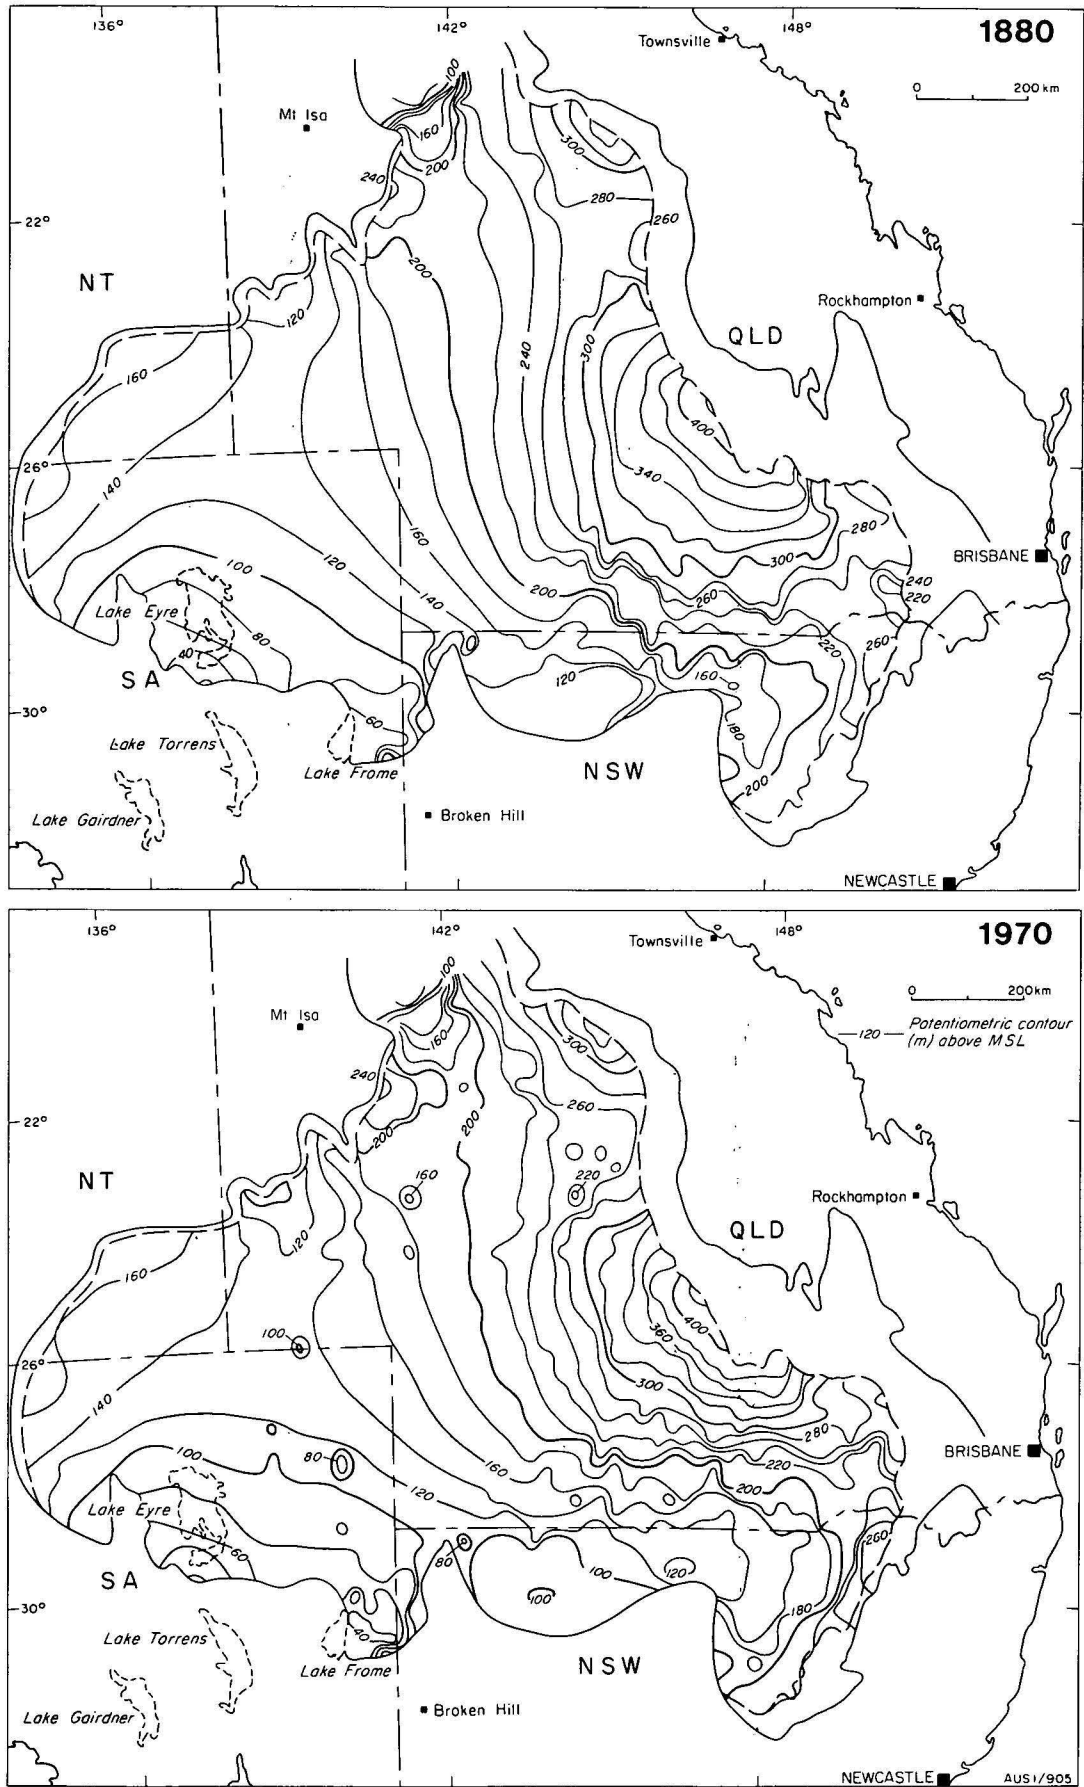 136°
142°
148°
1880
Townsville
0 200 km
Mt Isa
100
160
200
240
300
280
260
22°
NT
200
120
Rockhampton
QLD
240
300
160
400
26°
340
140
160
280
300
BRISBANE
100
120
200
260
240
220
Lake Eyre
140
80
260
220
40
SA
120
160
60
180
30°
Lake Torrens
Lake Frome
NSW
200
Lake Gairdner
Broken Hill
NEWCASTLE
136°
142°
148°
1970
Townsville
0 200km
100
Mt Isa
120 Potentiometric contour
(m) above MSL
160
300
240
260
22°
200
200
160
220
NT
Rockhampton
120
QLD
160
400
100
360
26°
300
140
280
100
BRISBANE
80
160
220
120
200
Lake Eyre
260
60
80
100
120
SA
100
180
30°
40
Lake Torrens
Lake Frome
NSW
Lake Gairdner
Broken Hill
NEWCASTLE
AUS 1/905